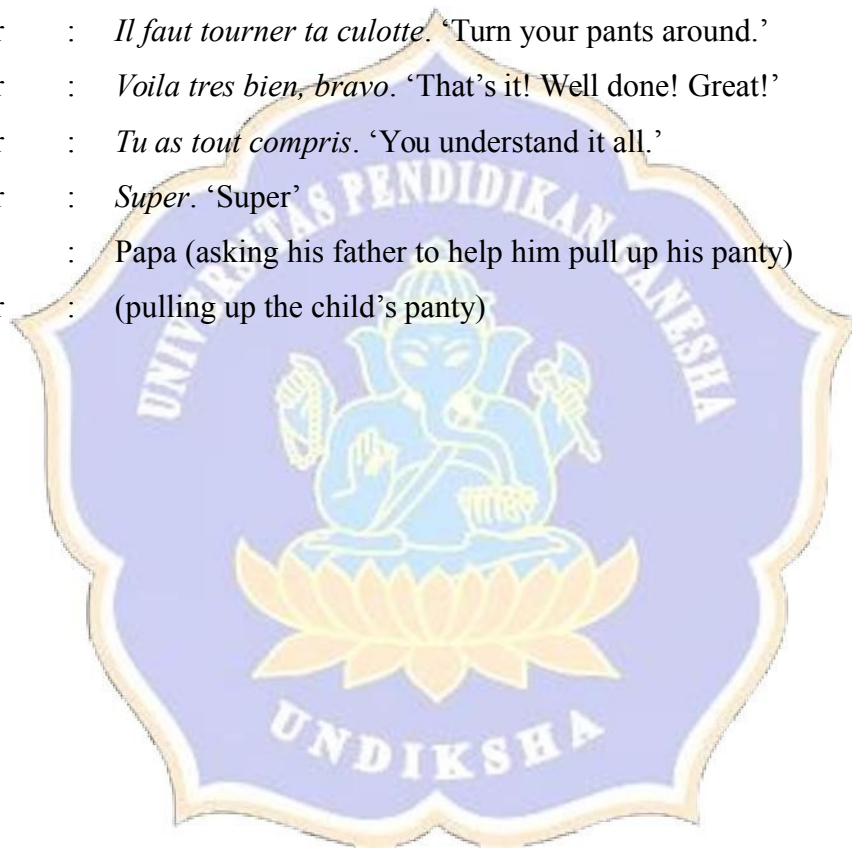 r : Il faut tourner ta culotte. ‘Turn your pants around.’
r : Voila tres bien, bravo. ‘That’s it! Well done! Great!’
r : Tu as tout compris. ‘You understand it all.’
r : Super. ‘Super’
: Papa (asking his father to help him pull up his panty)
r : (pulling up the child’s panty)
UNIVERSITAS PENDIDIKAN GANESHA
UNDIKSHA